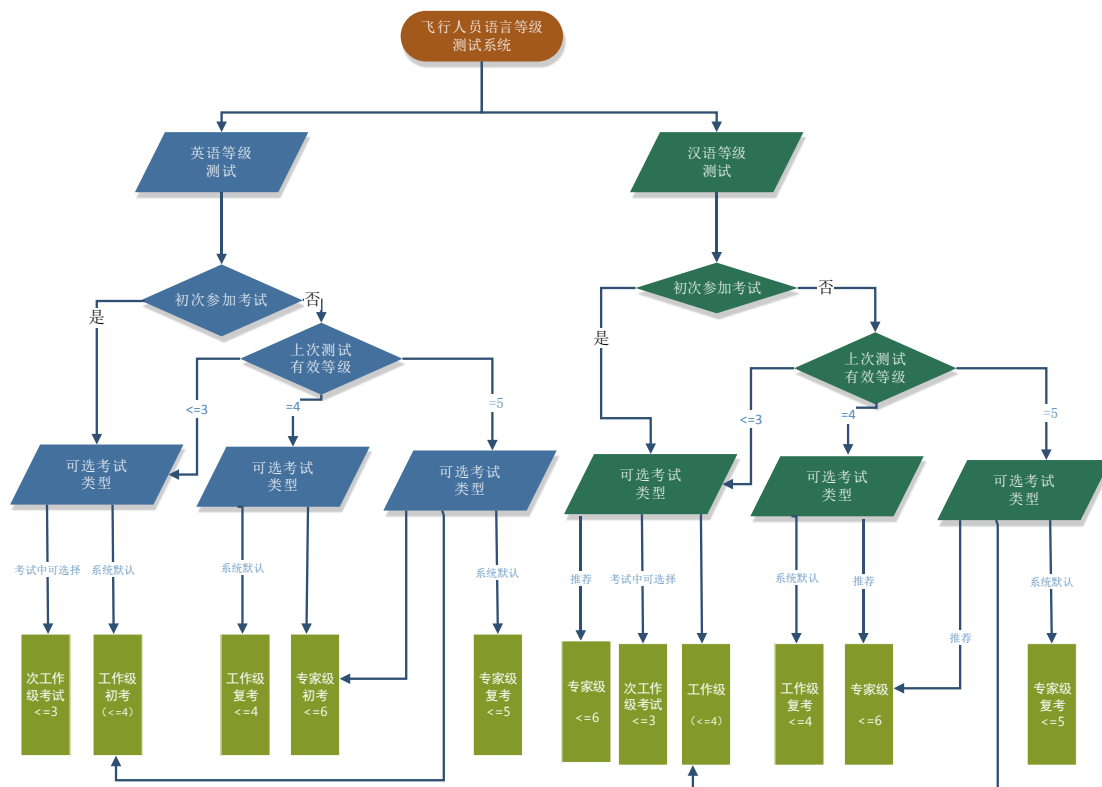 飞行人员语言等级
测试系统
英语等级
测试
汉语等级
测试
初次参加考试
否
是
上次测试
有效等级
<=3
=4
=5
初次参加考试
否
是
上次测试
有效等级
<=3
=4
=5
可选考试
类型
可选考试
类型
可选考试
类型
可选考试
类型
可选考试
类型
可选考试
类型
考试中可选择
系统默认
系统默认
系统默认
推荐
考试中可选择
系统默认
推荐
推荐
系统默认
次工作
级考试
<=3
工作级
初考
（<=4）
工作级
复考
<=4
专家级
初考
<=6
专家级
复考
<=5
专家级
<=6
次工作
级考试
<=3
工作级
（<=4）
工作级
复考
<=4
专家级
<=6
专家级
复考
<=5